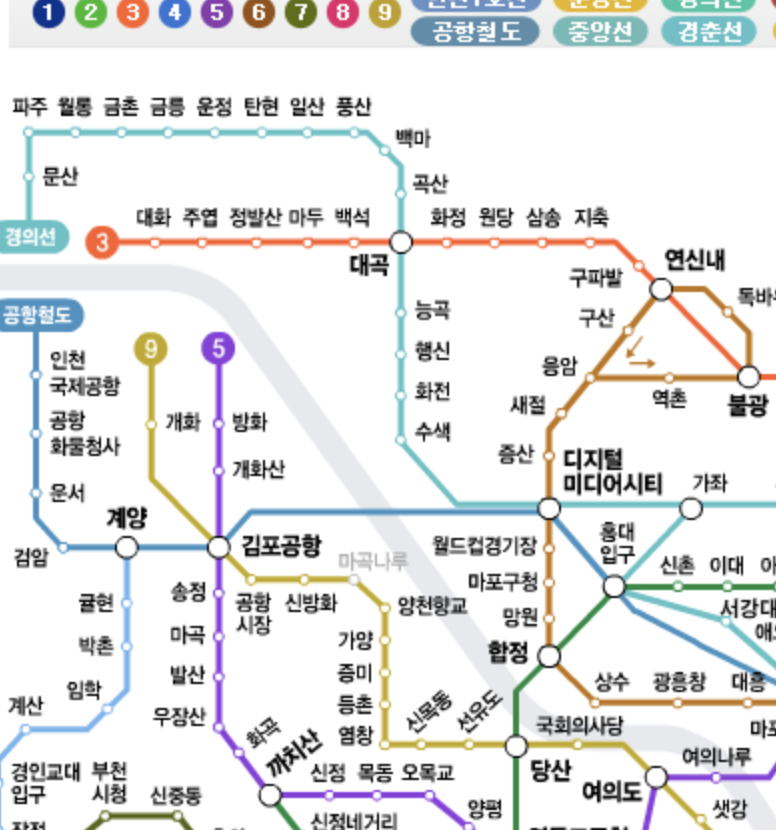 1 2 3 4 5 6 7 8 9
공항철도 중앙선 경춘선
파주 월롱 금촌 금릉 운정 탄현 일산 풍산
백마
문산
곡산
경의선
3
대화 주엽 정발산 마두 백석
화정 원당 삼송 지축
대곡
연신내
구파발
공항철도
능곡
구산
9
5
행신
인천
국제공항
응암
화전
역촌
불광
새절
개화
방화
공항
화물청사
수색
증산
디지털
미디어시티
개화산
가좌
운서
계양
김포공항
홍대
입구
월드컵경기장
검암
마곡나루
신촌 이대
마포구청
송정
공항
시장
신방화
양천향교
귤현
망원
서강대
마곡
가양
박촌
합정
발산
증미
임학
상수 광흥창 대흥
등촌
계산
우장산
신목동
선유도
국회의사당
염창
화곡
까치산
여의나루
경인교대
입구
부천
시청
신중동
신정 목동 오목교
당산
여의도
양평
샛강
신정네거리